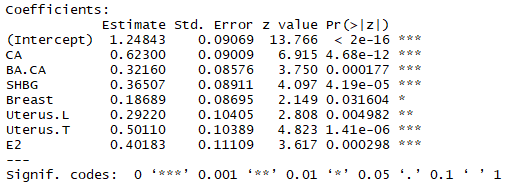 Coefficients:
Estimate Std. Error z value Pr(>|z|)
(Intercept) 1.24843 0.09069 13.766 < 2e-16 ***
CA 0.62300 0.09009 6.915 4.68e-12 ***
BA.CA 0.32160 0.08576 3.750 0.000177 ***
SHBG 0.36507 0.08911 4.097 4.19e-05 ***
Breast 0.18689 0.08695 2.149 0.031604 *
Uterus.L 0.29220 0.10405 2.808 0.004982 **
Uterus.T 0.50110 0.10389 4.823 1.41e-06 ***
E2 0.40183 0.11109 3.617 0.000298 ***
---
Signif. codes: 0 ‘***’ 0.001 ‘**’ 0.01 ‘*’ 0.05 ‘.’ 0.1 ‘ ’ 1